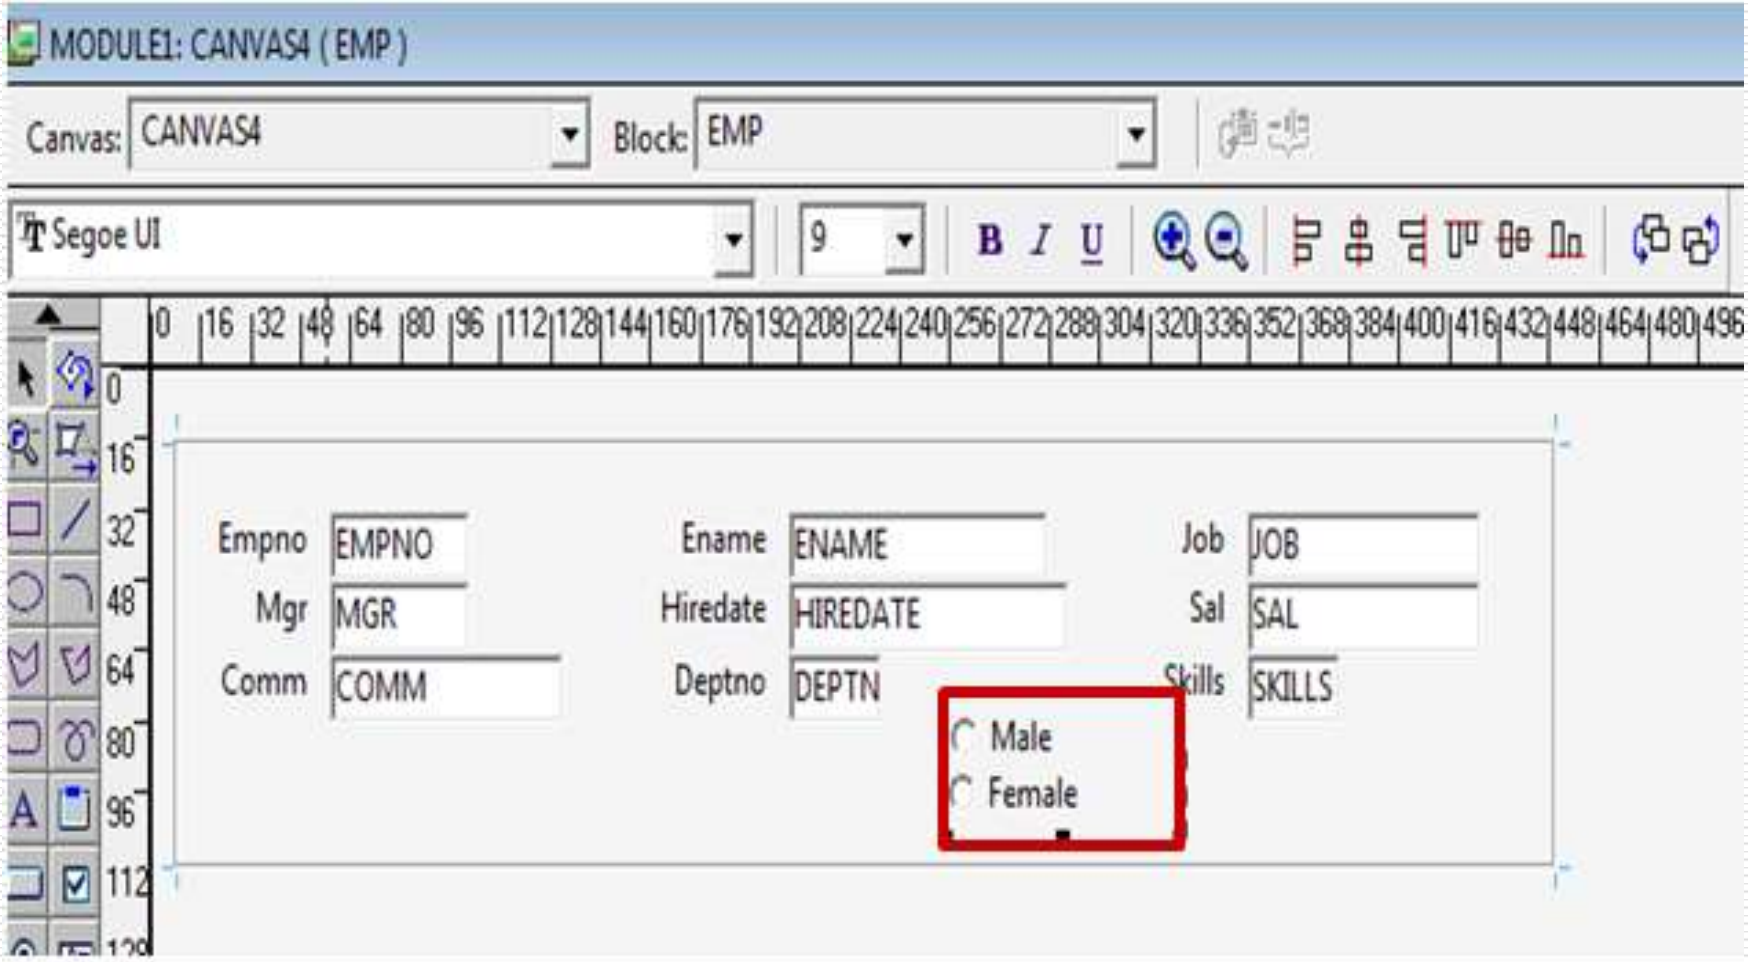 MODULE1: CANVAS4 ( EMP )
Canvas: CANVAS4 Block: EMP
Segoe UI 9 B I U
0 16 32 48 64 80 96 112 128 144 160 176 192 208 224 240 256 272 288 304 320 336 352 368 384 400 416 432 448 464 480 496
0
16
32
Empno EMPNO Ename ENAME Job JOB
48
Mgr MGR Hiredate HIREDATE Sal SAL
64
Comm COMM Deptno DEPTN Skills SKILLS
80
Male
96
Female
A
112